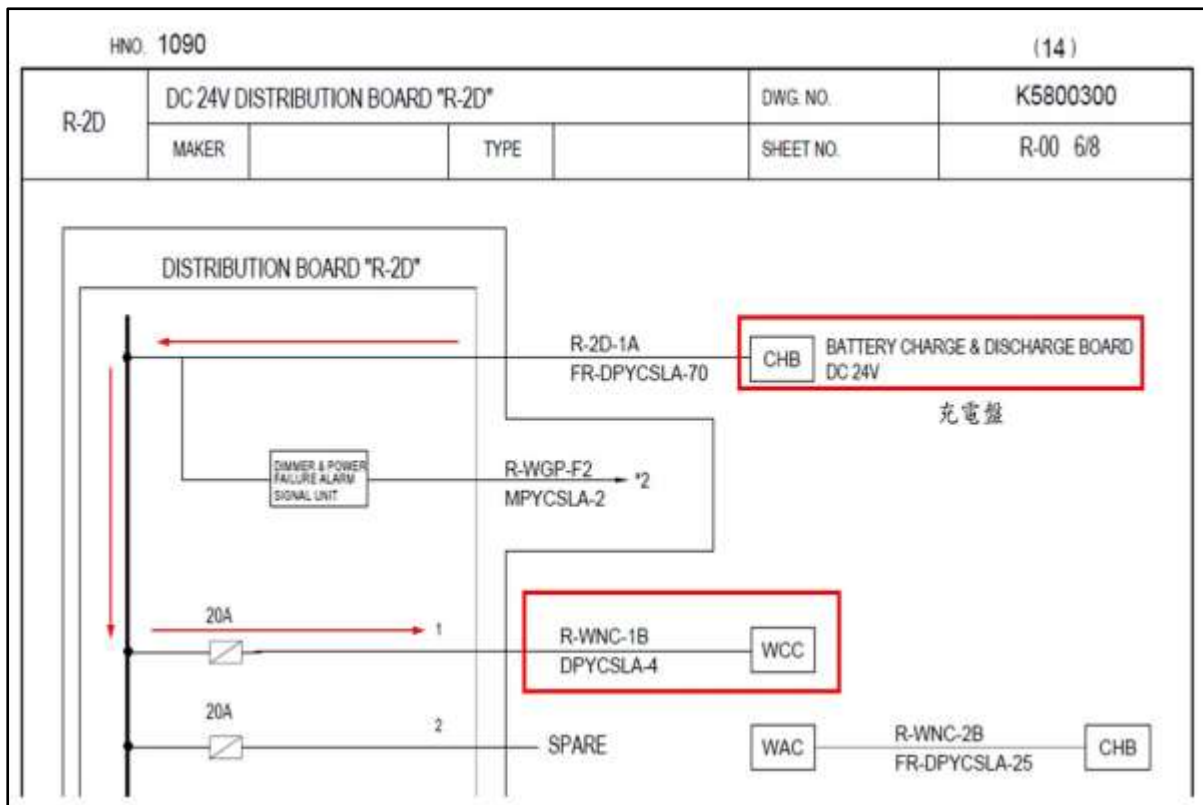 HNO. 1090
(14)
R-2D
DC 24V DISTRIBUTION BOARD "R-2D"
DWG. NO.
K5800300
MAKER
TYPE
SHEET NO.
R-00 6/8
DISTRIBUTION BOARD "R-2D"
R-2D-1A
FR-DPYCSLA-70
CHB
BATTERY CHARGE & DISCHARGE BOARD
DC 24V
充電盤
DIMMER & POWER
FAILURE ALARM
SIGNAL UNIT
R-WGP-F2
MPYCSLA-2
*2
20A
1
R-WNC-1B
DPYCSLA-4
WCC
20A
2
SPARE
WAC
R-WNC-2B
FR-DPYCSLA-25
CHB